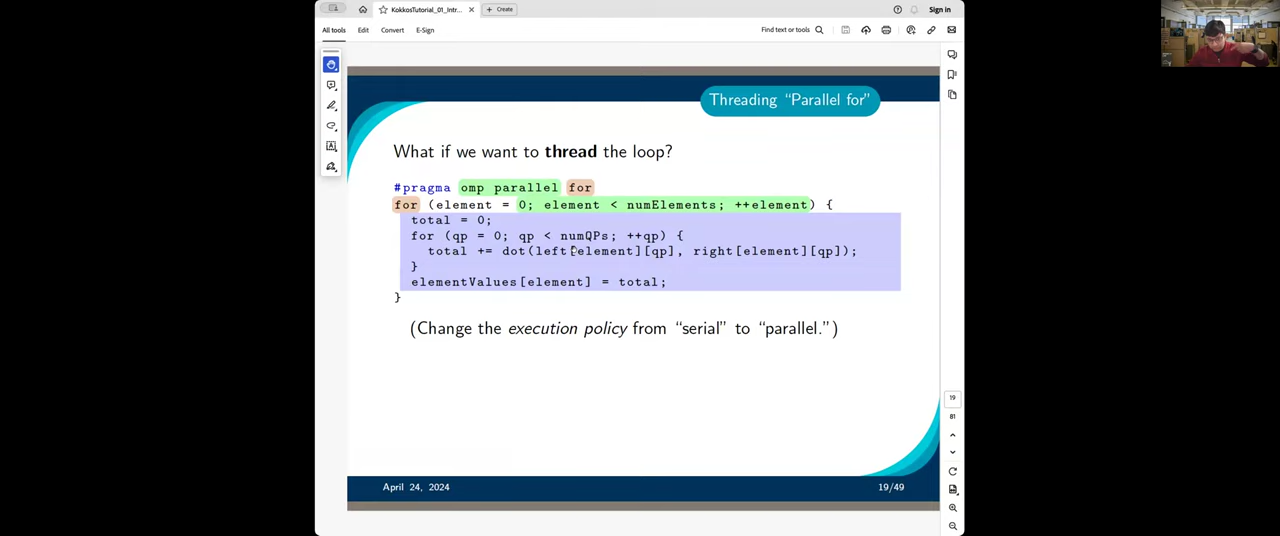 KokkosTutorial_01_Intr...
Create
Sign in
All tools
Edit
Convert
E-Sign
Find text or tools
Threading “Parallel for”
What if we want to thread the loop?
#pragma omp parallel for
for (element = 0; element < numElements; ++element) {
total = 0;
for (qp = 0; qp < numQPs; ++qp) {
total += dot(left[element][qp], right[element][qp]);
}
elementValues[element] = total;
}
(Change the execution policy from “serial” to “parallel.”)
19
81
April 24, 2024
19/49